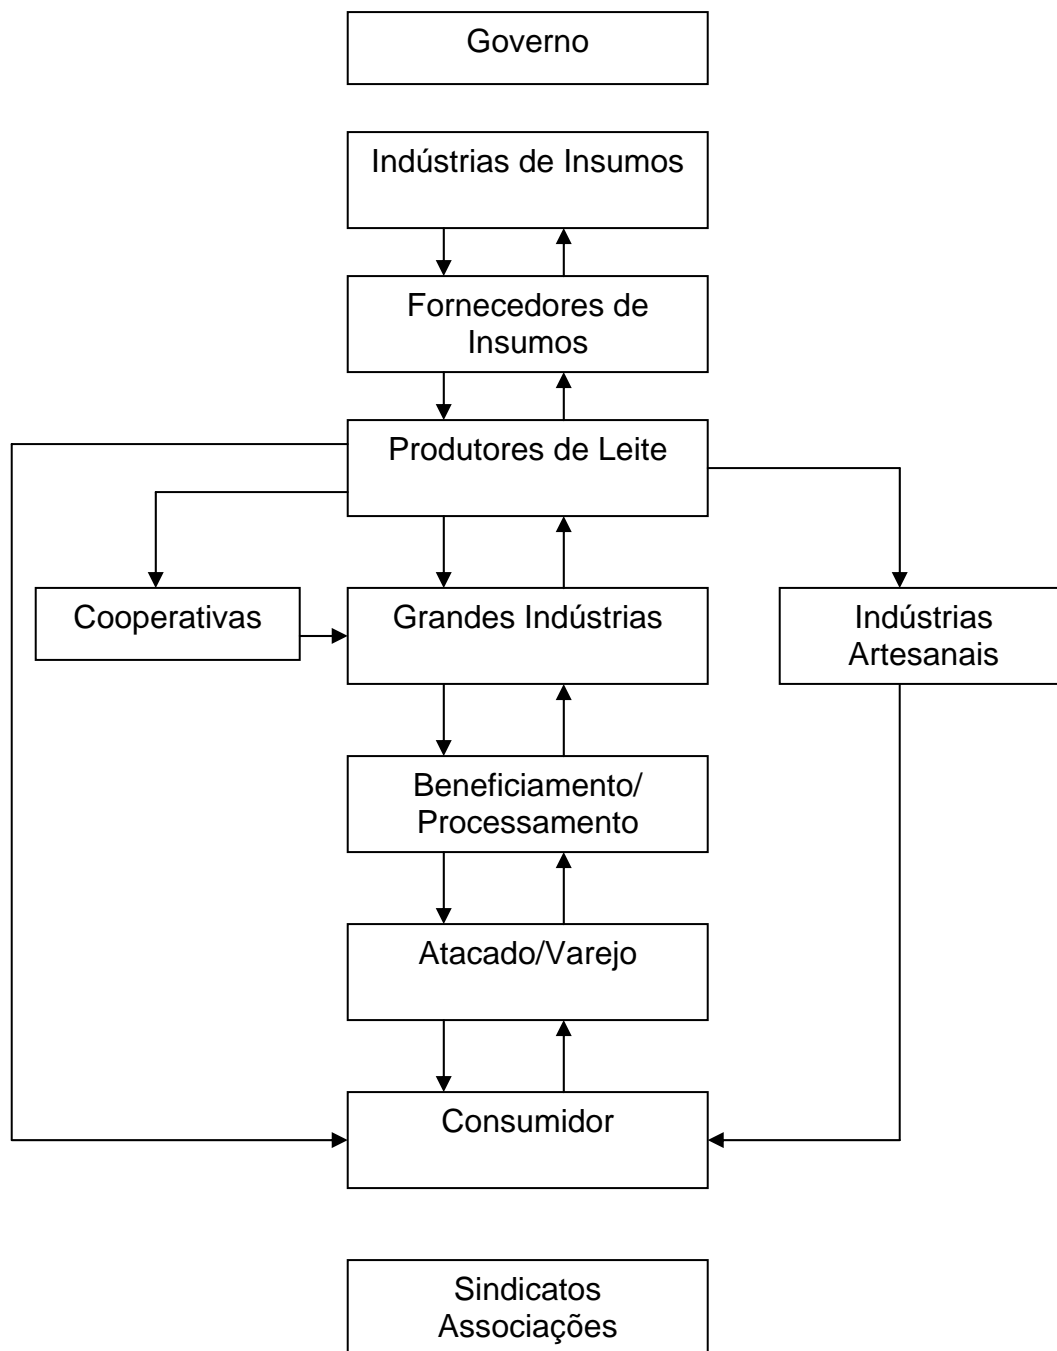 Governo
Indústrias de Insumos
Fornecedores de
Insumos
Produtores de Leite
Cooperativas
Grandes Indústrias
Indústrias
Artesanais
Beneficiamento/
Processamento
Atacado/Varejo
Consumidor
Sindicatos
Associações